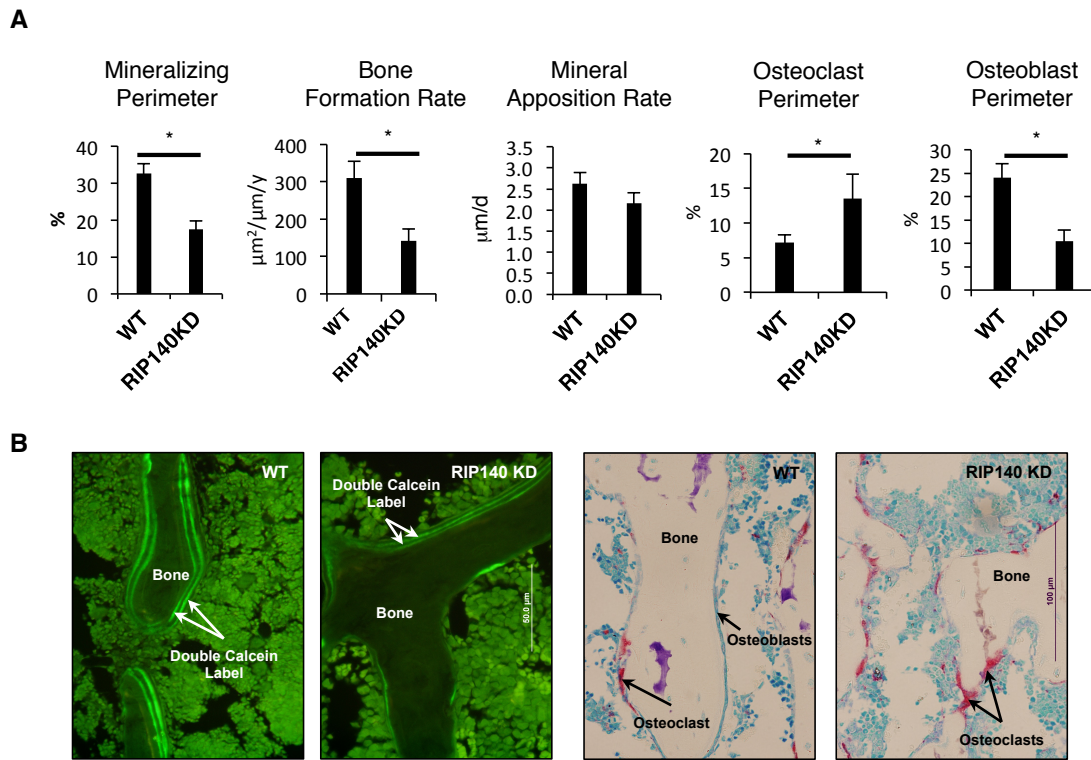 A
Mineralizing
Perimeter
Bone
Formation Rate
Mineral
Apposition Rate
Osteoclast
Perimeter
Osteoblast
Perimeter
*
%
40
30
20
10
0
WT
RIP140KD
*
μm²/μm/y
400
300
200
100
0
WT
RIP140KD
μm/d
3.5
3.0
2.5
2.0
1.5
1.0
0.5
0.0
WT
RIP140KD
*
%
20
15
10
5
0
WT
RIP140KD
*
%
30
25
20
15
10
5
0
WT
RIP140KD
B
WT
Bone
Double Calcein
Label
RIP140 KD
Double Calcein
Label
Bone
50.0 μm
WT
Bone
Osteoblasts
Osteoclast
RIP140 KD
Bone
100 μm
Osteoclasts